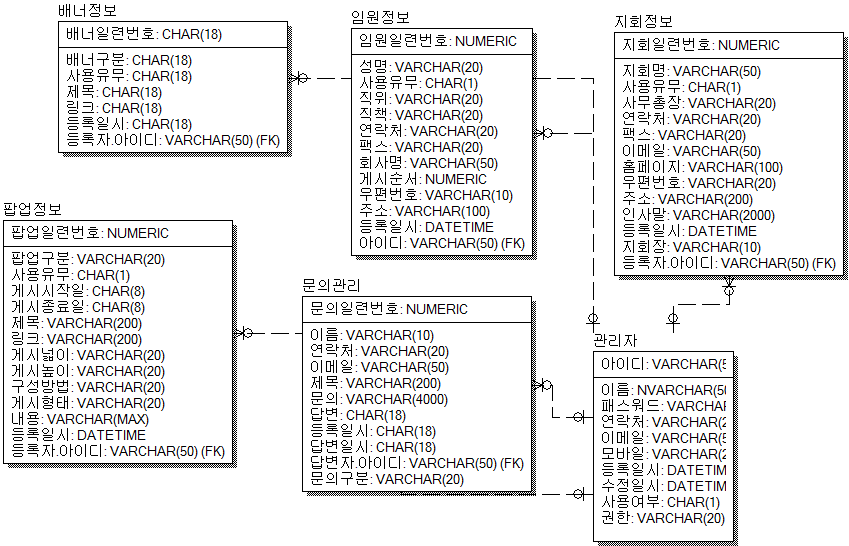 배너정보
배너일련번호: CHAR(18)
배너구분: CHAR(18)
사용유무: CHAR(18)
제목: CHAR(18)
링크: CHAR(18)
등록일시: CHAR(18)
등록자.아이디: VARCHAR(50) (FK)
임원정보
임원일련번호: NUMERIC
성명: VARCHAR(20)
사용유무: CHAR(1)
직위: VARCHAR(20)
직책: VARCHAR(20)
연락처: VARCHAR(20)
팩스: VARCHAR(20)
회사명: VARCHAR(50)
게시순서: NUMERIC
우편번호: VARCHAR(10)
주소: VARCHAR(100)
등록일시: DATETIME
아이디: VARCHAR(50) (FK)
지회정보
지회일련번호: NUMERIC
지회명: VARCHAR(50)
사용유무: CHAR(1)
사무총장: VARCHAR(20)
연락처: VARCHAR(20)
팩스: VARCHAR(20)
이메일: VARCHAR(50)
홈페이지: VARCHAR(100)
우편번호: VARCHAR(20)
주소: VARCHAR(200)
인사말: VARCHAR(2000)
등록일시: DATETIME
지회장: VARCHAR(10)
등록자.아이디: VARCHAR(50) (FK)
팝업정보
팝업일련번호: NUMERIC
팝업구분: VARCHAR(20)
사용유무: CHAR(1)
게시시작일: CHAR(8)
게시종료일: CHAR(8)
제목: VARCHAR(200)
링크: VARCHAR(200)
게시넓이: VARCHAR(20)
게시높이: VARCHAR(20)
구성방법: VARCHAR(20)
게시형태: VARCHAR(20)
내용: VARCHAR(MAX)
등록일시: DATETIME
등록자.아이디: VARCHAR(50) (FK)
문의관리
문의일련번호: NUMERIC
이름: VARCHAR(10)
연락처: VARCHAR(20)
이메일: VARCHAR(50)
제목: VARCHAR(200)
문의: VARCHAR(4000)
답변: CHAR(18)
등록일시: CHAR(18)
답변일시: CHAR(18)
답변자.아이디: VARCHAR(50) (FK)
문의구분: VARCHAR(20)
관리자
아이디: VARCHAR(5
이름: NVARCHAR(50
패스워드: VARCHAR
연락처: VARCHAR(2
이메일: VARCHAR(5
모바일: VARCHAR(2
등록일시: DATETIM
수정일시: DATETIM
사용여부: CHAR(1)
권한: VARCHAR(20)